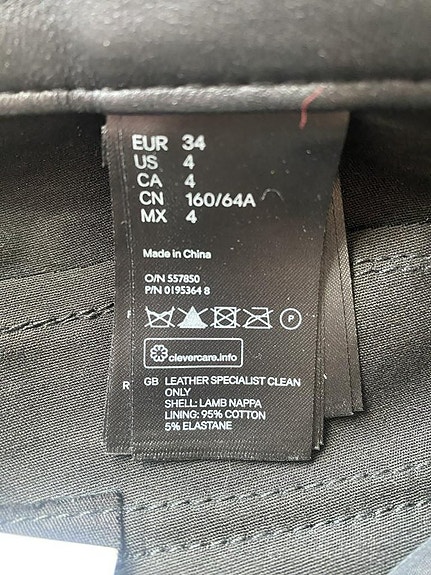 EUR 34
US 4
CA 4
CN 160/64A
MX 4
Made in China
O/N 557850
P/N 0195364 8
P
clevercare.info
GB LEATHER SPECIALIST CLEAN
ONLY
SHELL: LAMB NAPPA
LINING: 95% COTTON
5% ELASTANE
F
R